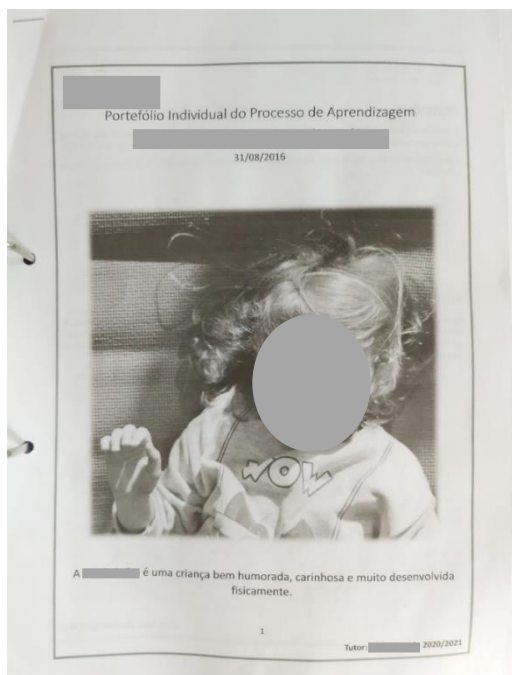 Portefólio Individual do Processo de Aprendizagem
31/08/2016
WOW
A é uma criança bem humorada, carinhosa e muito desenvolvida
fisicamente.
1
Tutor: 2020/2021